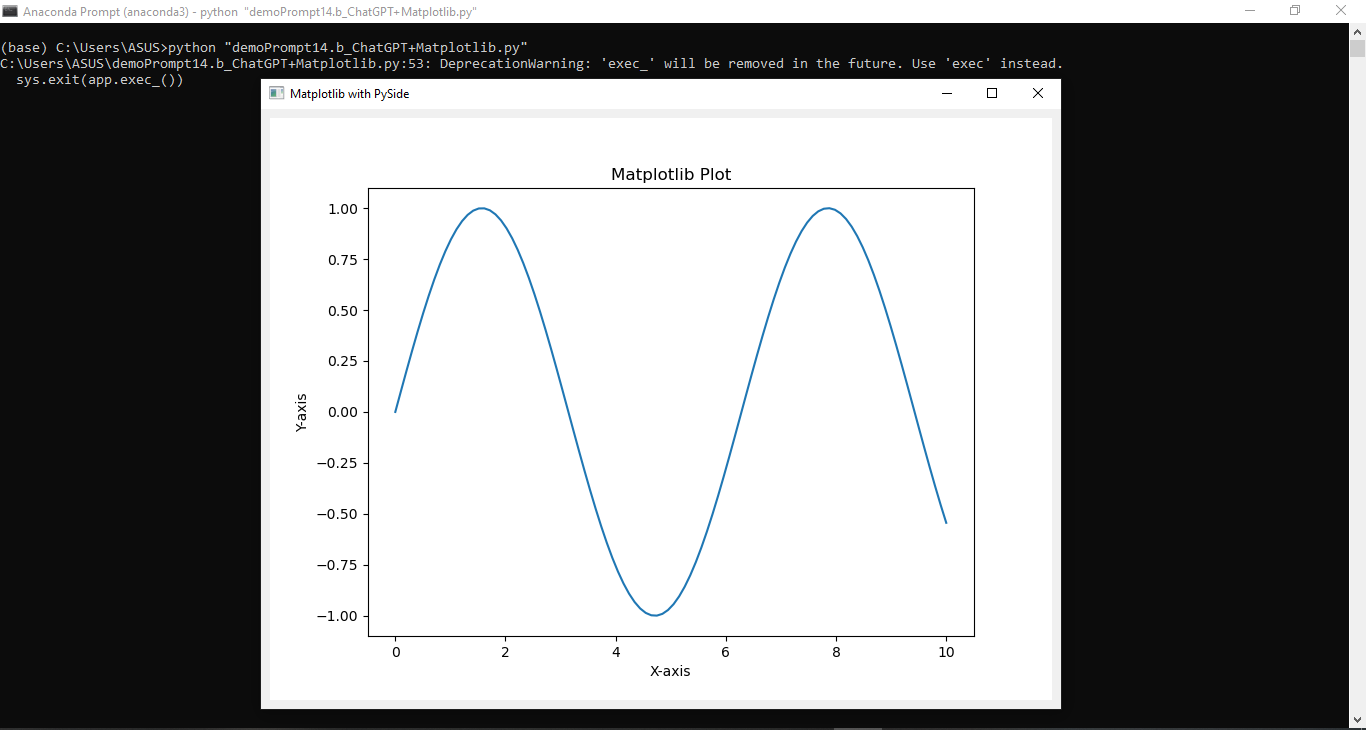 Anaconda Prompt (anaconda3) - python  "demoPrompt14.b_ChatGPT+Matplotlib.py"
(base) C:\Users\ASUS>python "demoPrompt14.b_ChatGPT+Matplotlib.py"
C:\Users\ASUS\demoPrompt14.b_ChatGPT+Matplotlib.py:53: DeprecationWarning: 'exec_' will be removed in the future. Use 'exec' instead.
  sys.exit(app.exec_())
Matplotlib with PySide
Matplotlib Plot
1.00
0.75
0.50
0.25
0.00
−0.25
−0.50
−0.75
−1.00
Y-axis
0 2 4 6 8 10
X-axis